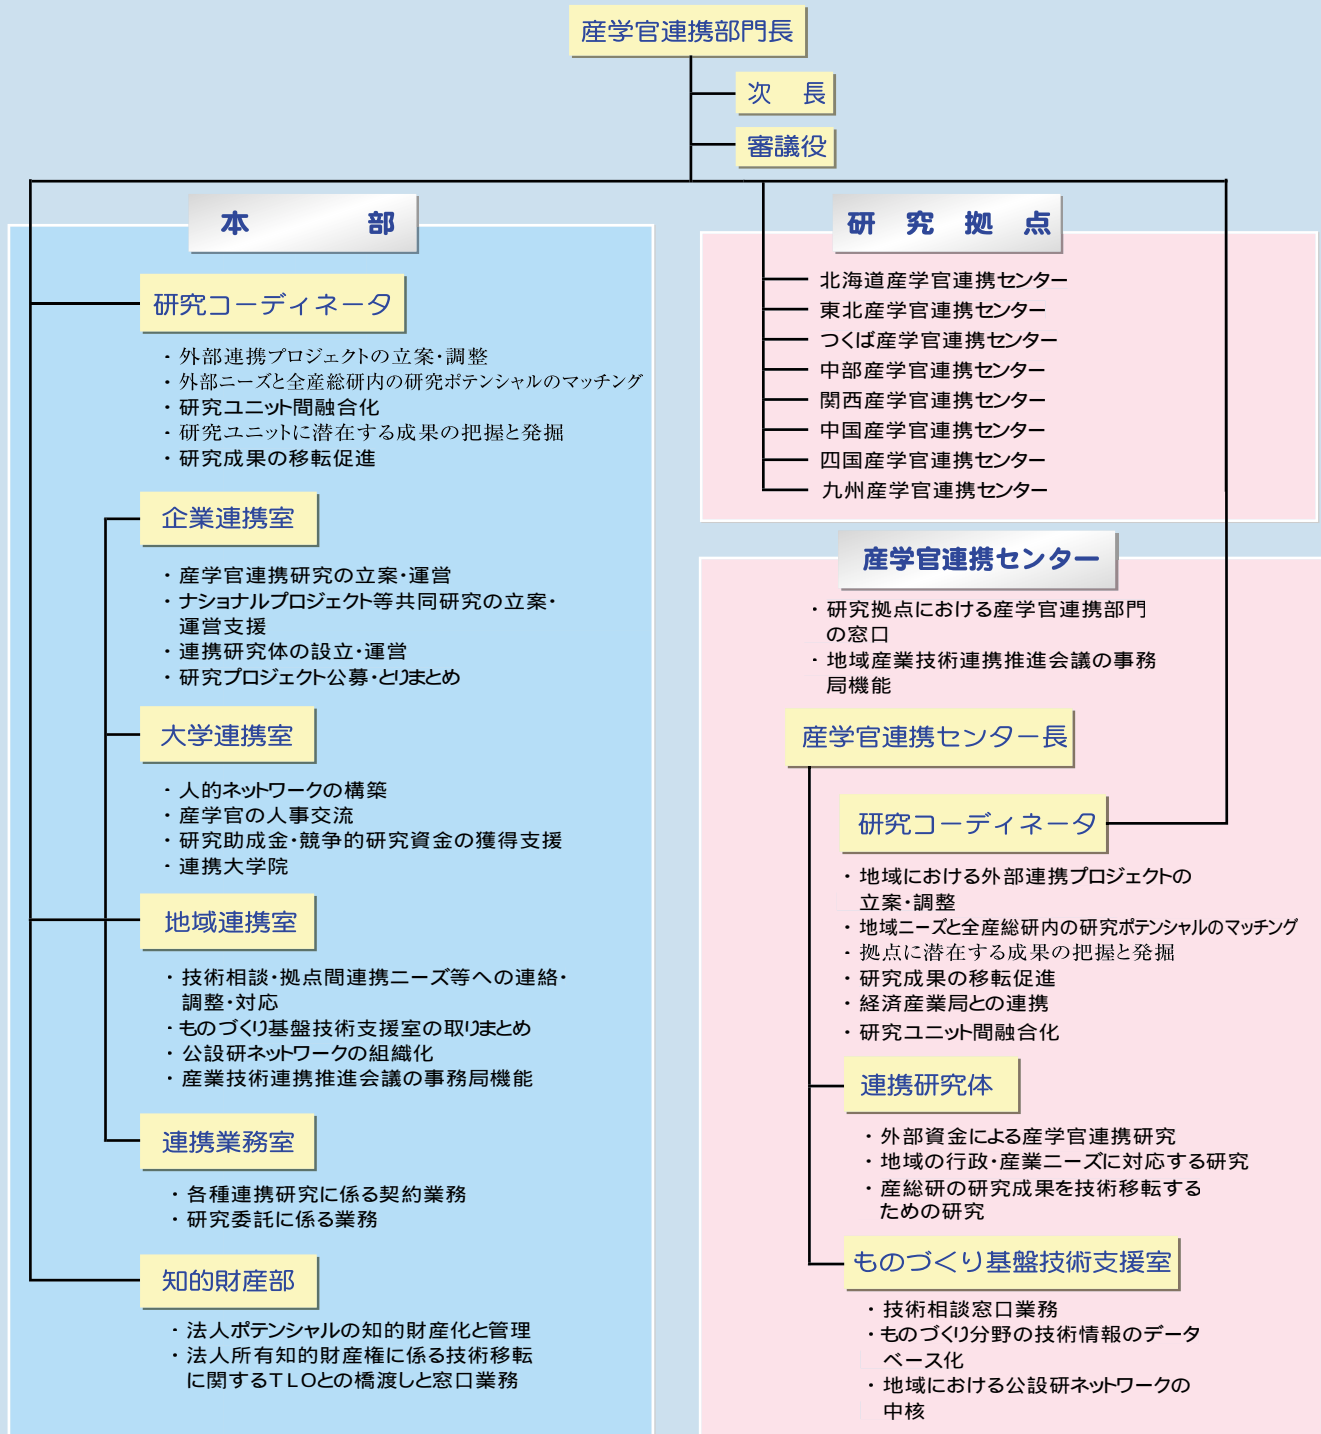 産学官連携部門長
次　長
審議役
本　部
研究コーディネータ
・外部連携プロジェクトの立案・調整
・外部ニーズと全産総研内の研究ポテンシャルのマッチング
・研究ユニット間融合化
・研究ユニットに潜在する成果の把握と発掘
・研究成果の移転促進
企業連携室
・産学官連携研究の立案・運営
・ナショナルプロジェクト等共同研究の立案・
運営支援
・連携研究体の設立・運営
・研究プロジェクト公募・とりまとめ
大学連携室
・人的ネットワークの構築
・産学官の人事交流
・研究助成金・競争的研究資金の獲得支援
・連携大学院
地域連携室
・技術相談・拠点間連携ニーズ等への連絡・
調整・対応
・ものづくり基盤技術支援室の取りまとめ
・公設研ネットワークの組織化
・産業技術連携推進会議の事務局機能
連携業務室
・各種連携研究に係る契約業務
・研究委託に係る業務
知的財産部
・法人ポテンシャルの知的財産化と管理
・法人所有知的財産権に係る技術移転
に関するTLOとの橋渡しと窓口業務
研究拠点
北海道産学官連携センター
東北産学官連携センター
つくば産学官連携センター
中部産学官連携センター
関西産学官連携センター
中国産学官連携センター
四国産学官連携センター
九州産学官連携センター
産学官連携センター
・研究拠点における産学官連携部門
の窓口
・地域産業技術連携推進会議の事務
局機能
産学官連携センター長
研究コーディネータ
・地域における外部連携プロジェクトの
立案・調整
・地域ニーズと全産総研内の研究ポテンシャルのマッチング
・拠点に潜在する成果の把握と発掘
・研究成果の移転促進
・経済産業局との連携
・研究ユニット間融合化
連携研究体
・外部資金による産学官連携研究
・地域の行政・産業ニーズに対応する研究
・産総研の研究成果を技術移転する
ための研究
ものづくり基盤技術支援室
・技術相談窓口業務
・ものづくり分野の技術情報のデータ
ベース化
・地域における公設研ネットワークの
中核